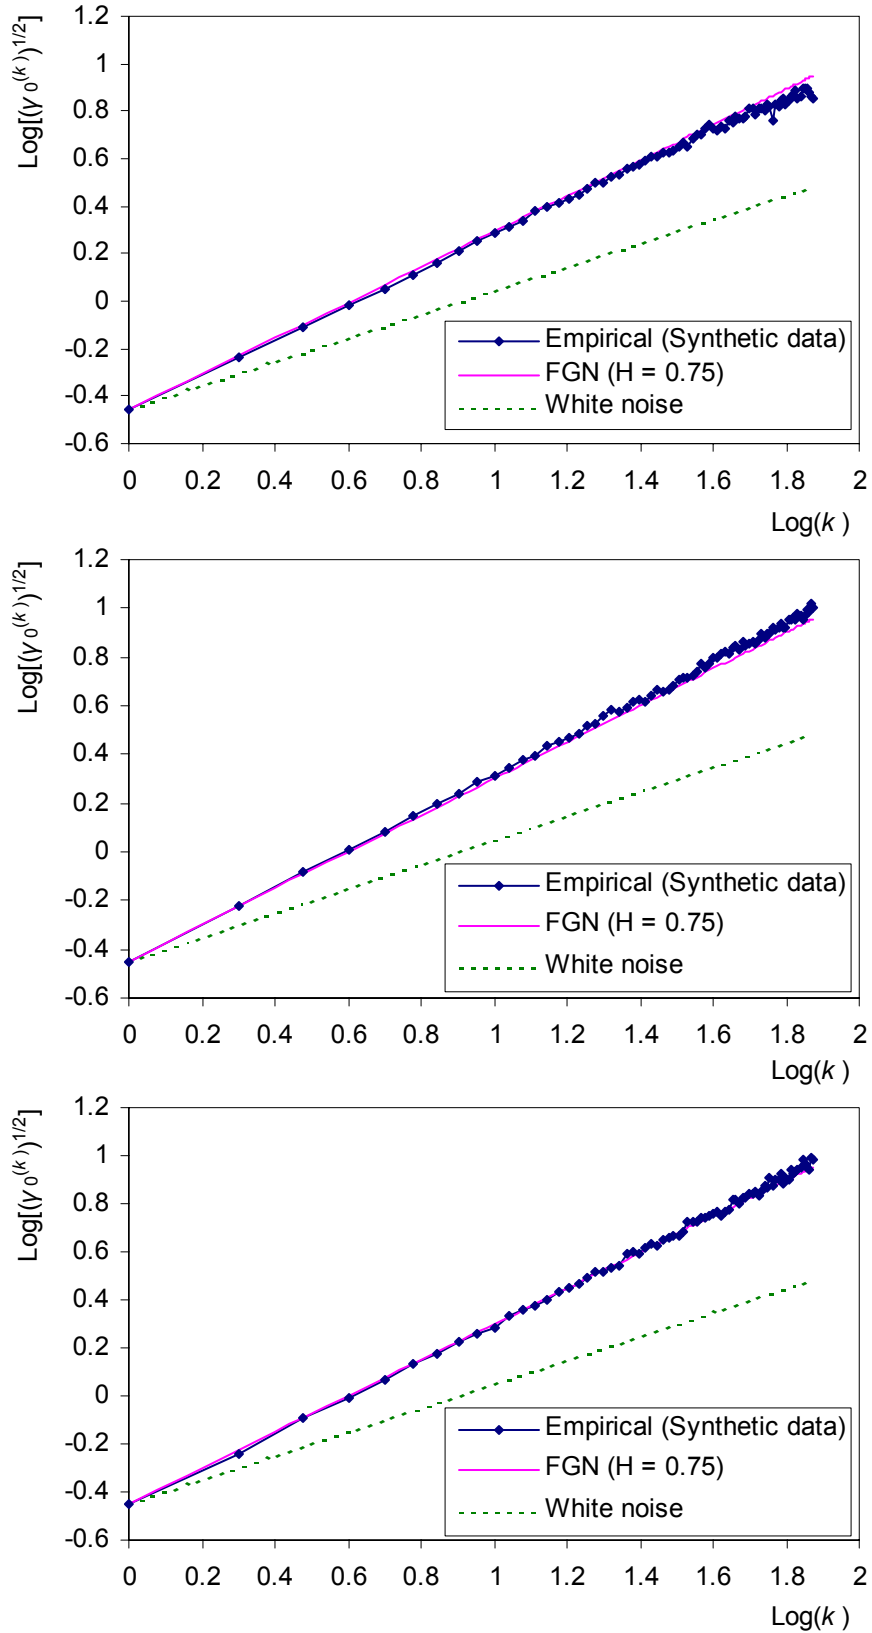 Log[(γ0(k))1/2]
1.2
1
0.8
0.6
0.4
0.2
0
-0.2
-0.4
-0.6
Empirical (Synthetic data)
FGN (H = 0.75)
White noise
0 0.2 0.4 0.6 0.8 1 1.2 1.4 1.6 1.8 2
Log(k )
Log[(γ0(k))1/2]
1.2
1
0.8
0.6
0.4
0.2
0
-0.2
-0.4
-0.6
Empirical (Synthetic data)
FGN (H = 0.75)
White noise
0 0.2 0.4 0.6 0.8 1 1.2 1.4 1.6 1.8 2
Log(k )
Log[(γ0(k))1/2]
1.2
1
0.8
0.6
0.4
0.2
0
-0.2
-0.4
-0.6
Empirical (Synthetic data)
FGN (H = 0.75)
White noise
0 0.2 0.4 0.6 0.8 1 1.2 1.4 1.6 1.8 2
Log(k )